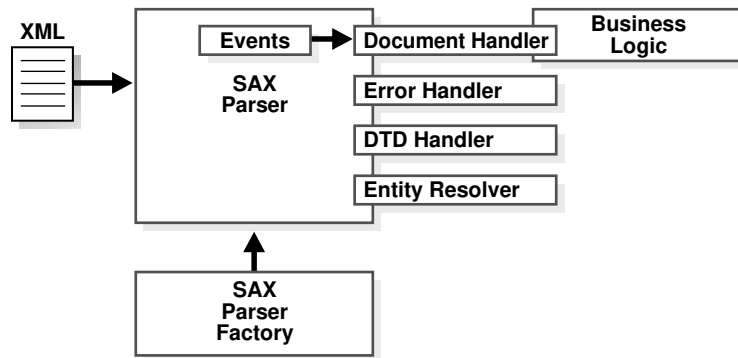 XML
Events
SAX
Parser
Document Handler
Error Handler
DTD Handler
Entity Resolver
Business
Logic
SAX
Parser
Factory